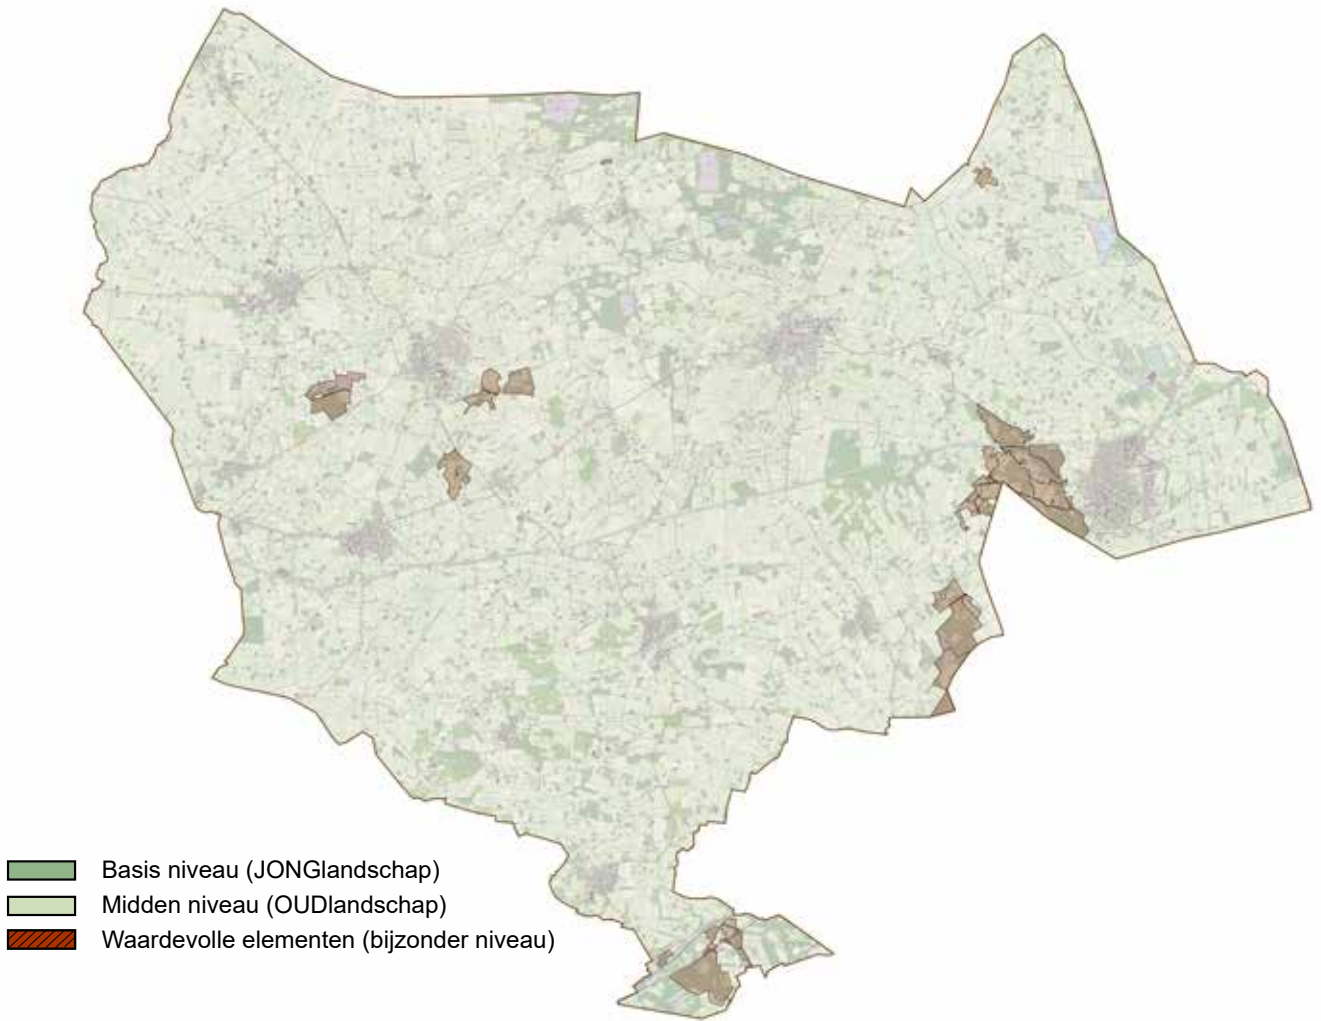 Basis niveau (JONGlandschap)
Midden niveau (OUDlandschap)
Waardevolle elementen (bijzonder niveau)